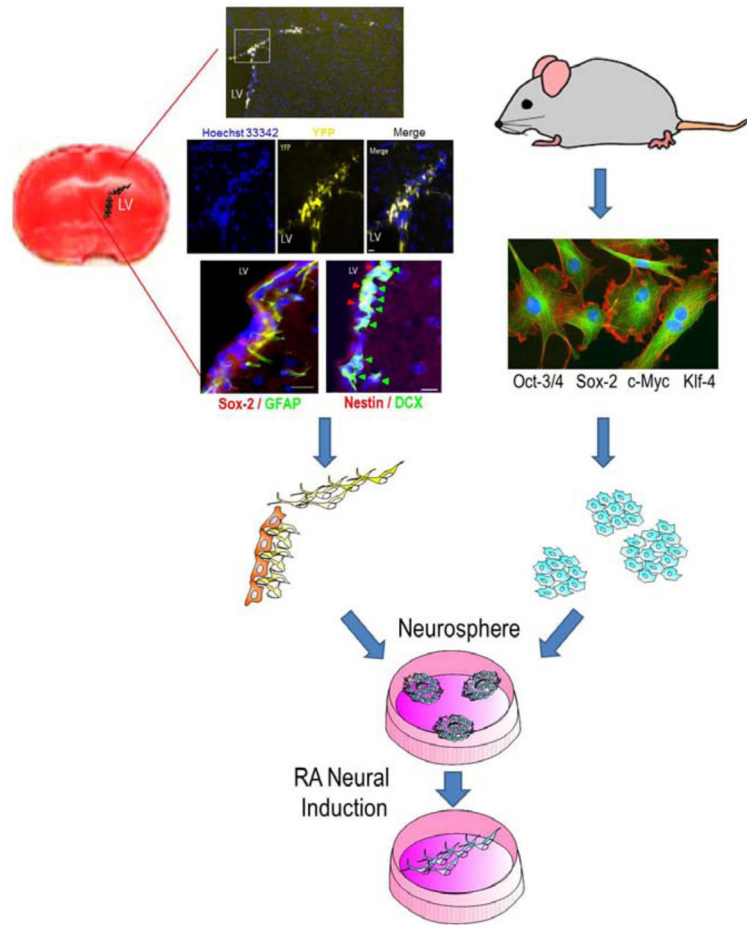 LV
Hoechst 33342 YFP Merge
YFP
Merge
LV
LV
LV
LV
LV
Sox-2 / GFAP
Nestin / DCX
Oct-3/4 Sox-2 c-Myc Klf-4
Neurosphere
RA Neural
Induction